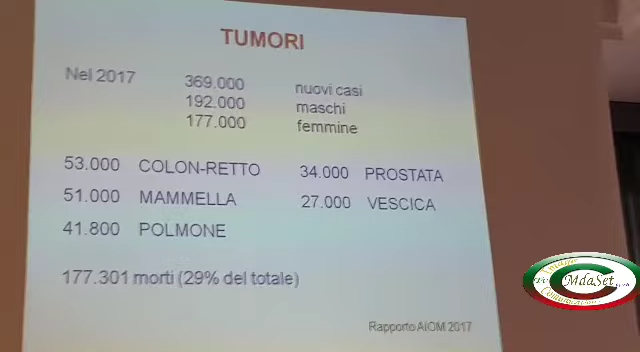 TUMORI
Nel 2017 369.000 nuovi casi
192.000 maschi
177.000 femmine
53.000 COLON-RETTO 34.000 PROSTATA
51.000 MAMMELLA 27.000 VESCICA
41.800 POLMONE
177.301 morti (29% del totale)
Rapporto AIOM 2017
MdaSet